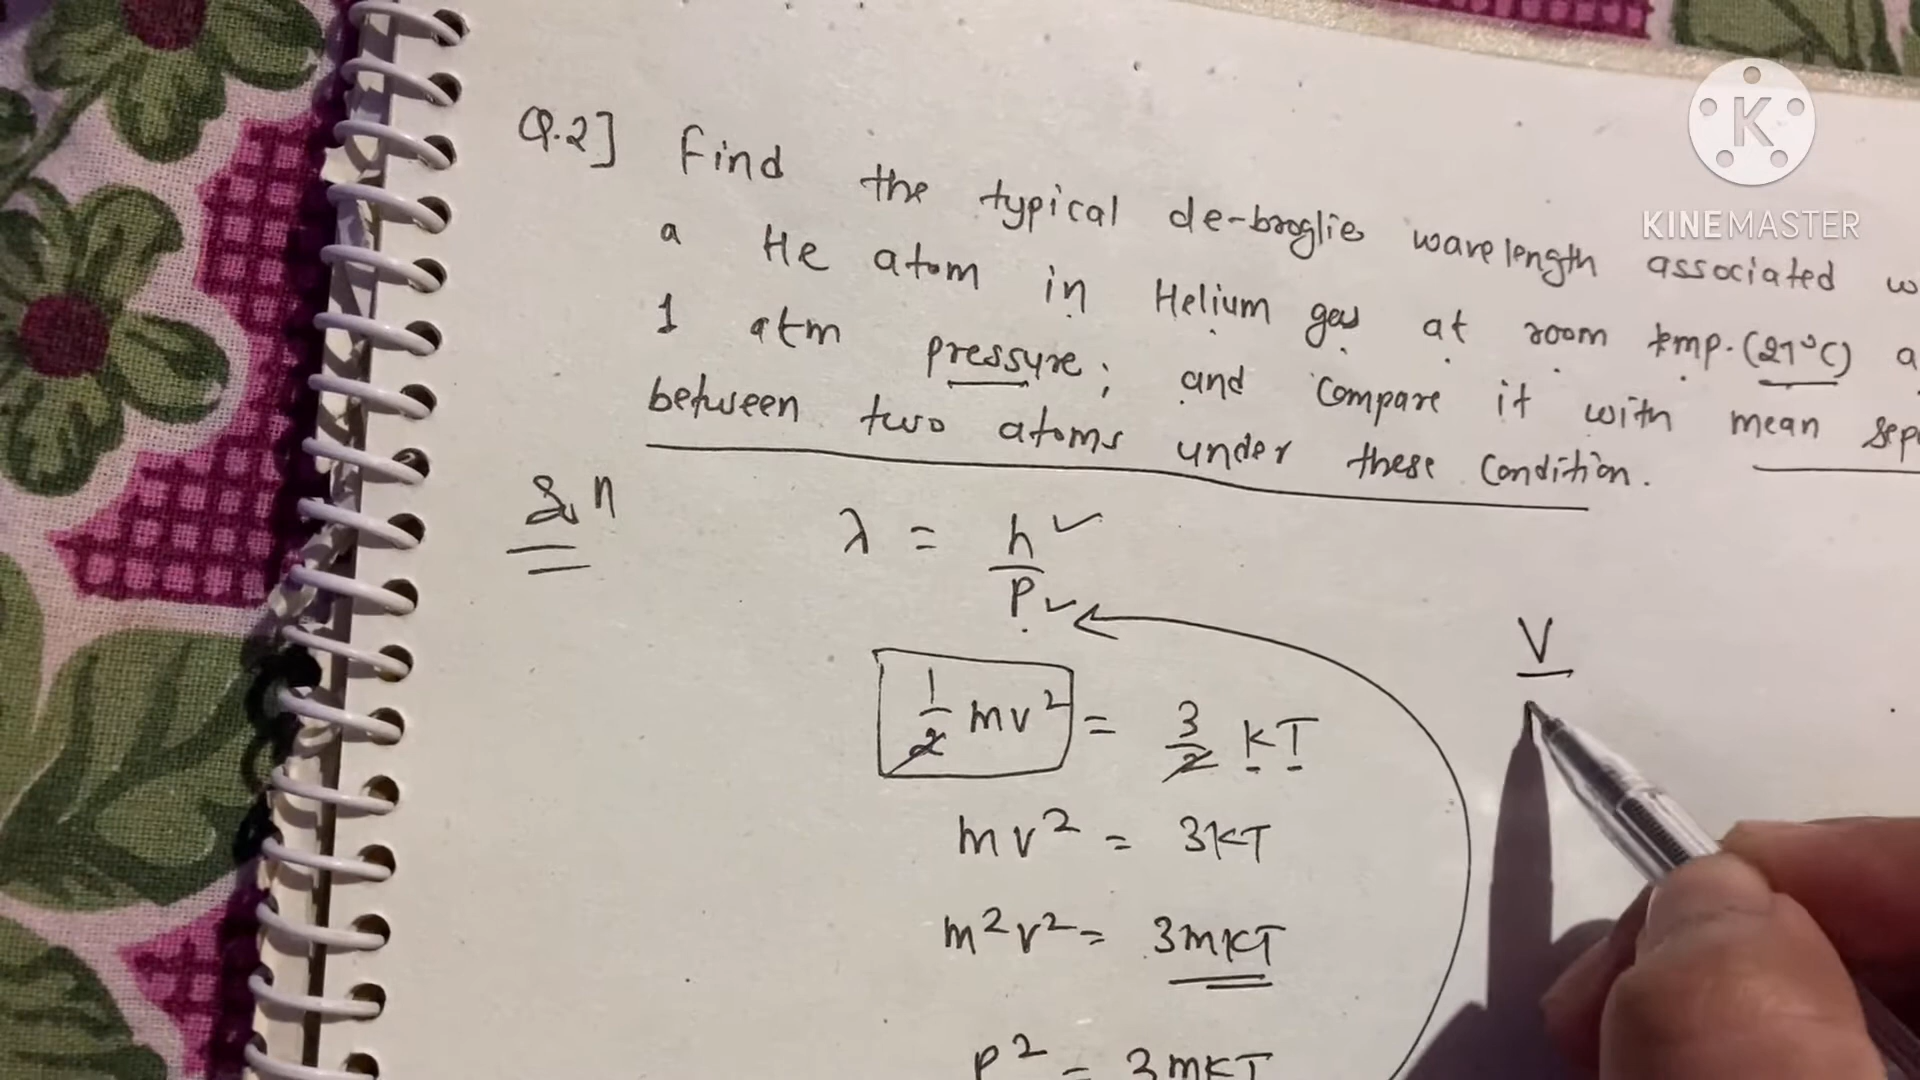 Q.2] Find the typical de-broglie wavelength associated
a He atom in Helium gas at room temp. (27°C)
1 atm pressure; and compare it with mean
between two atoms under these condition.
Soln λ = h/P
1/2 mv² = 3/2 KT
mv² = 3KT
m²v² = 3mKT
P² = 3mKT
V
K
KINEMASTER